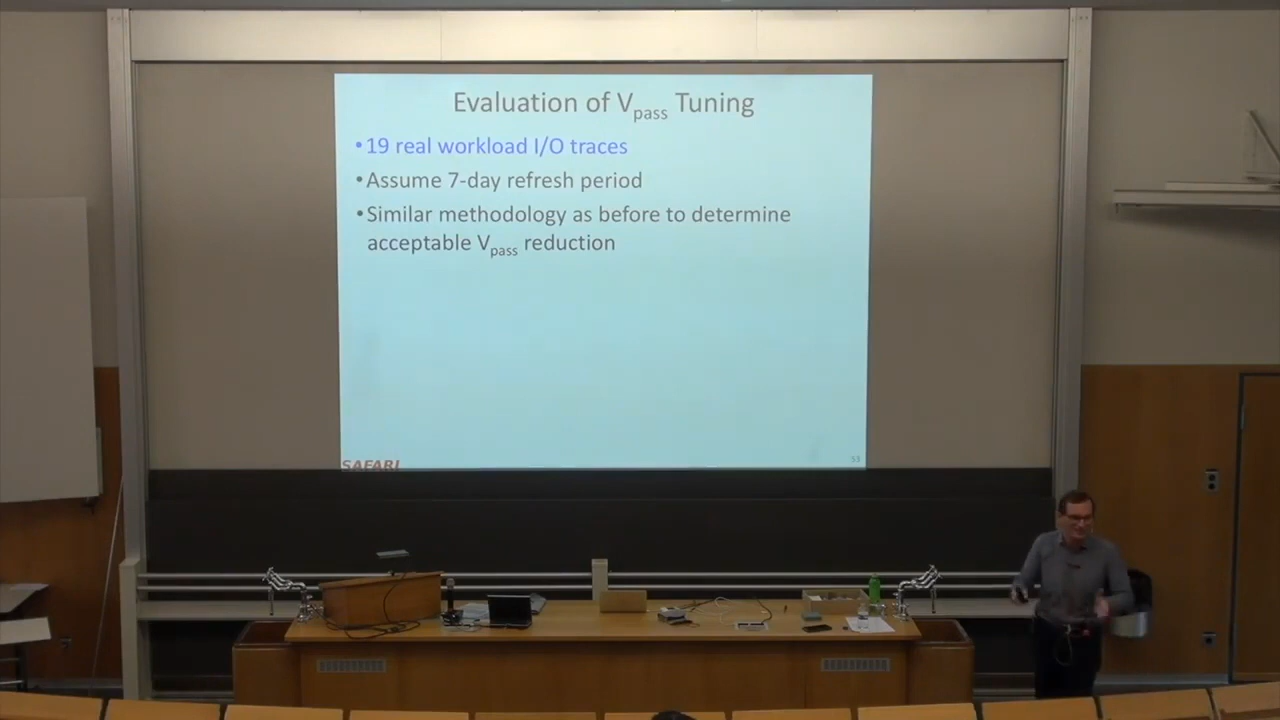 Evaluation of Vpass Tuning
•19 real workload I/O traces
•Assume 7-day refresh period
•Similar methodology as before to determine
acceptable Vpass reduction
SAFARI
53